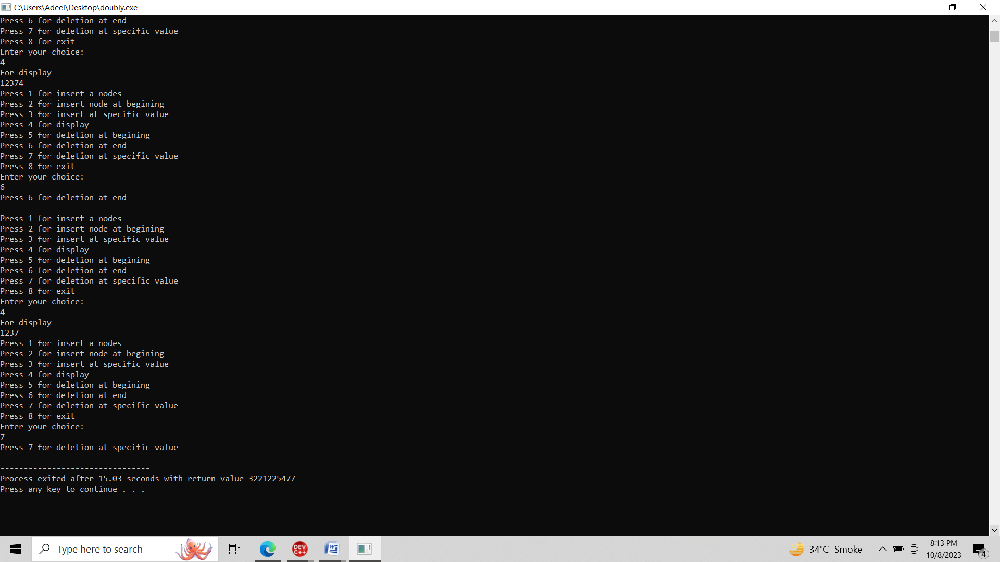 C:\Users\Adeel\Desktop\doubly.exe
Press 6 for deletion at end
Press 7 for deletion at specific value
Press 8 for exit
Enter your choice:
4
For display
12374
Press 1 for insert a nodes
Press 2 for insert node at begining
Press 3 for insert at specific value
Press 4 for display
Press 5 for deletion at begining
Press 6 for deletion at end
Press 7 for deletion at specific value
Press 8 for exit
Enter your choice:
6
Press 6 for deletion at end
Press 1 for insert a nodes
Press 2 for insert node at begining
Press 3 for insert at specific value
Press 4 for display
Press 5 for deletion at begining
Press 6 for deletion at end
Press 7 for deletion at specific value
Press 8 for exit
Enter your choice:
4
For display
1237
Press 1 for insert a nodes
Press 2 for insert node at begining
Press 3 for insert at specific value
Press 4 for display
Press 5 for deletion at begining
Press 6 for deletion at end
Press 7 for deletion at specific value
Press 8 for exit
Enter your choice:
7
Press 7 for deletion at specific value
--------------------------------
Process exited after 15.03 seconds with return value 3221225477
Press any key to continue . . .
Type here to search
DEV C++
W
34°C Smoke
8:13 PM
10/8/2023
4